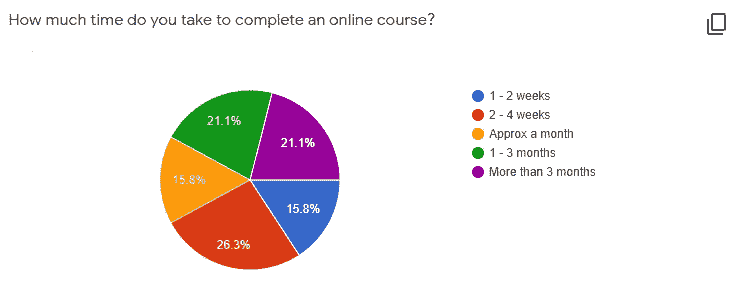 How much time do you take to complete an online course?
1 - 2 weeks
2 - 4 weeks
Approx a month
1 - 3 months
More than 3 months
21.1%
21.1%
15.8%
15.8%
26.3%